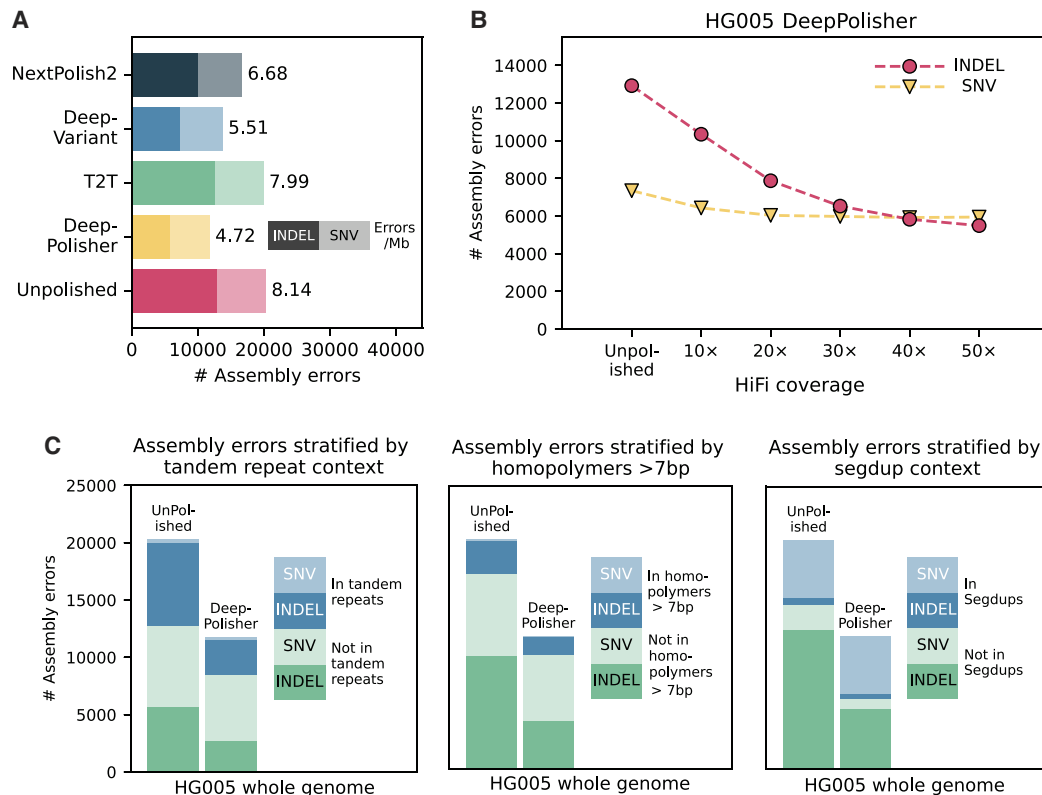 A
NextPolish2
6.68
Deep-
Variant
5.51
T2T
7.99
Deep-
Polisher
4.72
INDEL SNV
Errors
/Mb
Unpolished
8.14
0 10000 20000 30000 40000
# Assembly errors
B
HG005 DeepPolisher
INDEL
SNV
14000
12000
10000
8000
6000
4000
2000
0
# Assembly errors
Unpol-
ished
10× 20× 30× 40× 50×
HiFi coverage
C
Assembly errors stratified by
tandem repeat context
25000
20000
15000
10000
5000
0
# Assembly errors
UnPol-
ished
Deep-
Polisher
SNV
INDEL
In tandem
repeats
SNV
INDEL
Not in
tandem
repeats
HG005 whole genome
Assembly errors stratified by
homopolymers >7bp
UnPol-
ished
Deep-
Polisher
SNV
INDEL
In homo-
polymers
> 7bp
SNV
INDEL
Not in homo-
polymers
> 7bp
HG005 whole genome
Assembly errors stratified by
segdup context
UnPol-
ished
Deep-
Polisher
SNV
INDEL
In
Segdups
SNV
INDEL
Not in
Segdups
HG005 whole genome